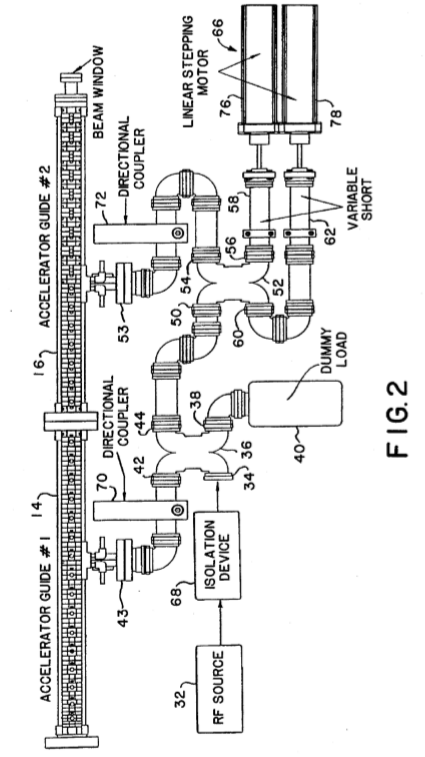 ACCELERATOR GUIDE #1
14
16
ACCELERATOR GUIDE #2
BEAM WINDOW
DIRECTIONAL
COUPLER
70
DIRECTIONAL
COUPLER
72
LINEAR STEPPING
MOTOR
66
76
78
43
53
42
44
50
54
56
58
52
60
62
VARIABLE
SHORT
34
36
38
40
DUMMY
LOAD
68
ISOLATION
DEVICE
32
RF SOURCE
FIG. 2